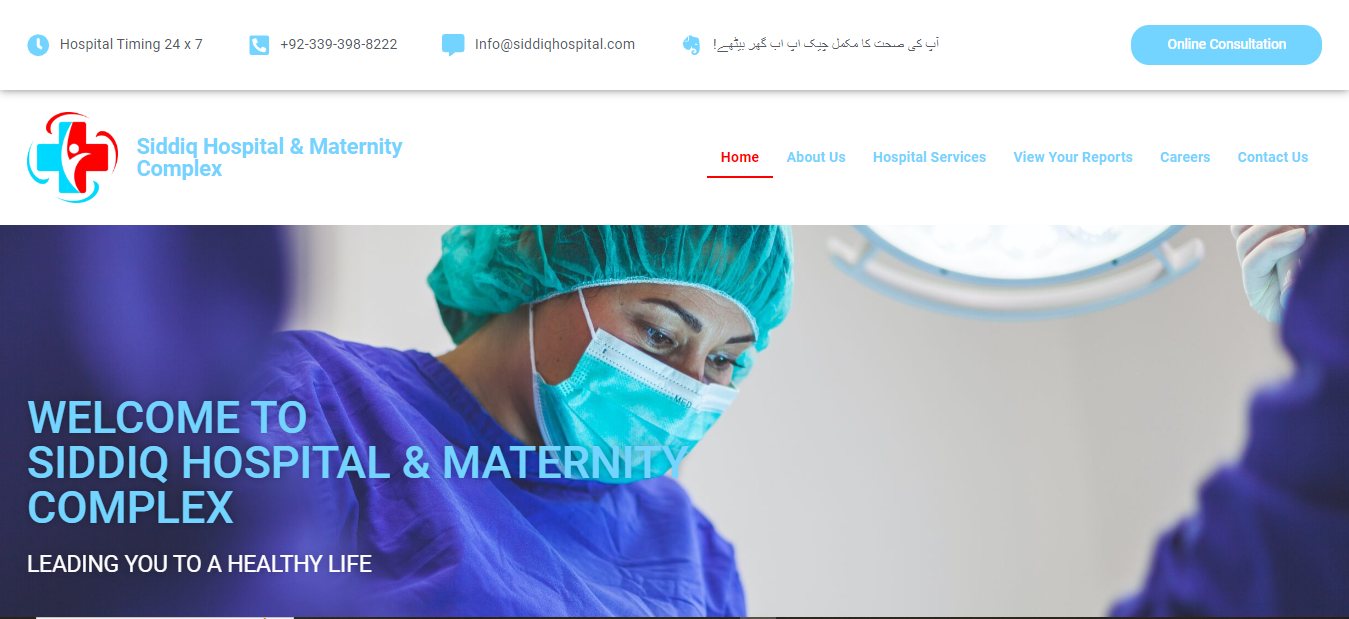 Hospital Timing 24 x 7
+92-339-398-8222
Info@siddiqhospital.com
آپ کی صحت کا مکمل چیک اپ اب گھر بیٹھے!
Online Consultation
Siddiq Hospital & Maternity
Complex
Home
About Us
Hospital Services
View Your Reports
Careers
Contact Us
WELCOME TO
SIDDIQ HOSPITAL & MATERNITY
COMPLEX
LEADING YOU TO A HEALTHY LIFE